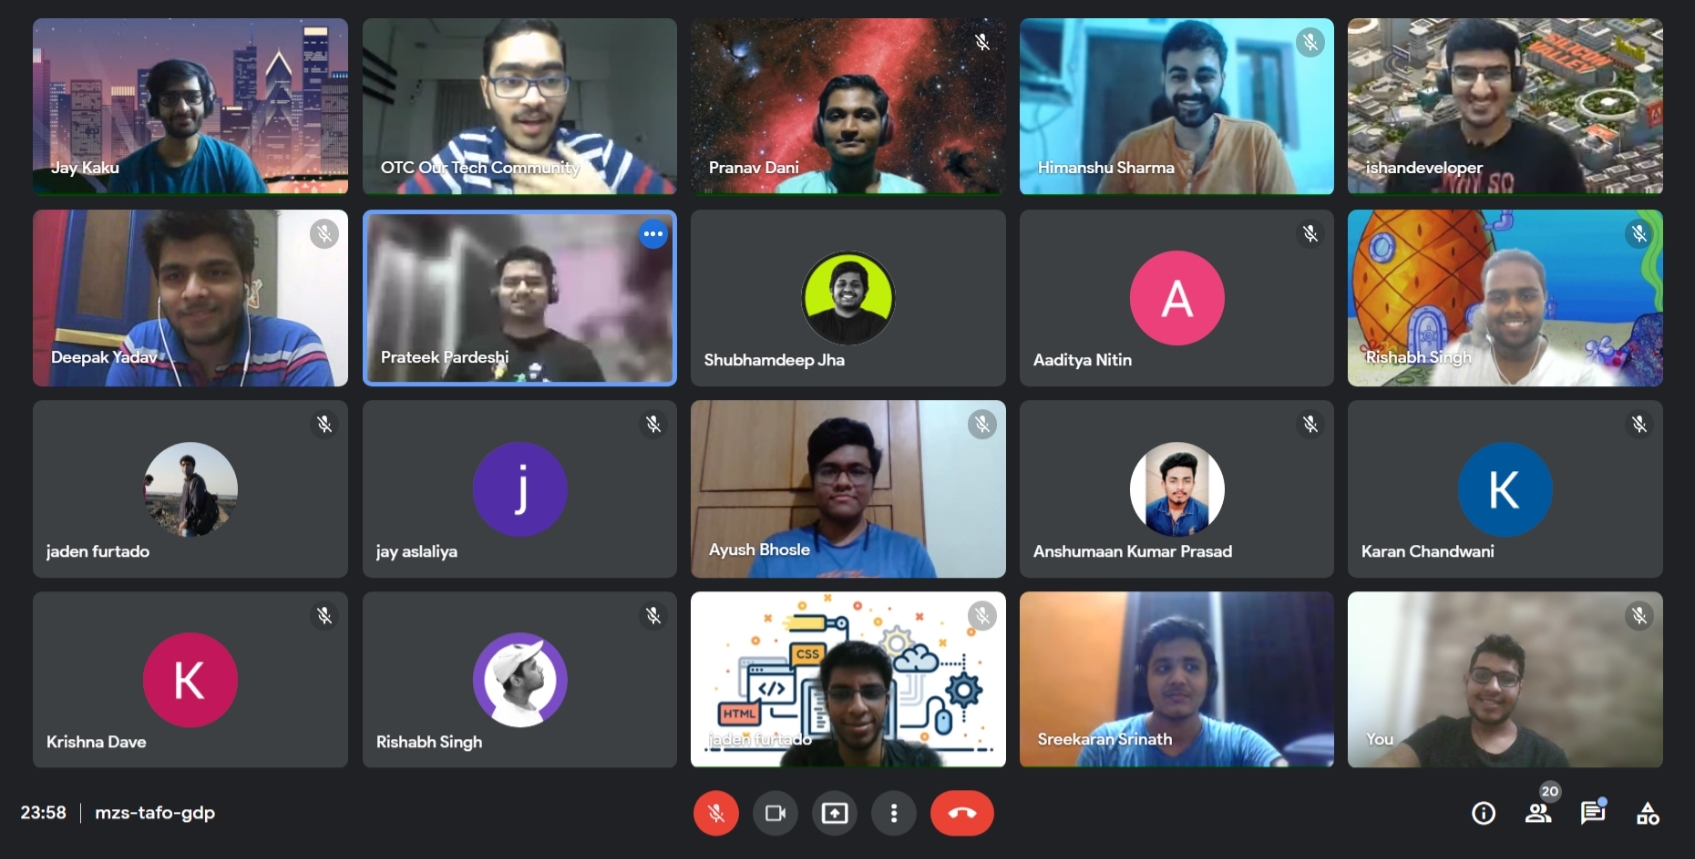 Jay Kaku
OTC Our Tech Community
Pranav Dani
Himanshu Sharma
SILICON
VALLEY
ishandeveloper
Deepak Yadav
Prateek Pardeshi
Shubhamdeep Jha
A
Aaditya Nitin
Rishabh Singh
jaden furtado
j
jay aslaliya
Ayush Bhosle
Anshumaan Kumar Prasad
K
Karan Chandwani
K
Krishna Dave
Rishabh Singh
CSS
</>
HTML
jaden furtado
Sreekaran Srinath
You
23:58
mzs-tafo-gdp
20